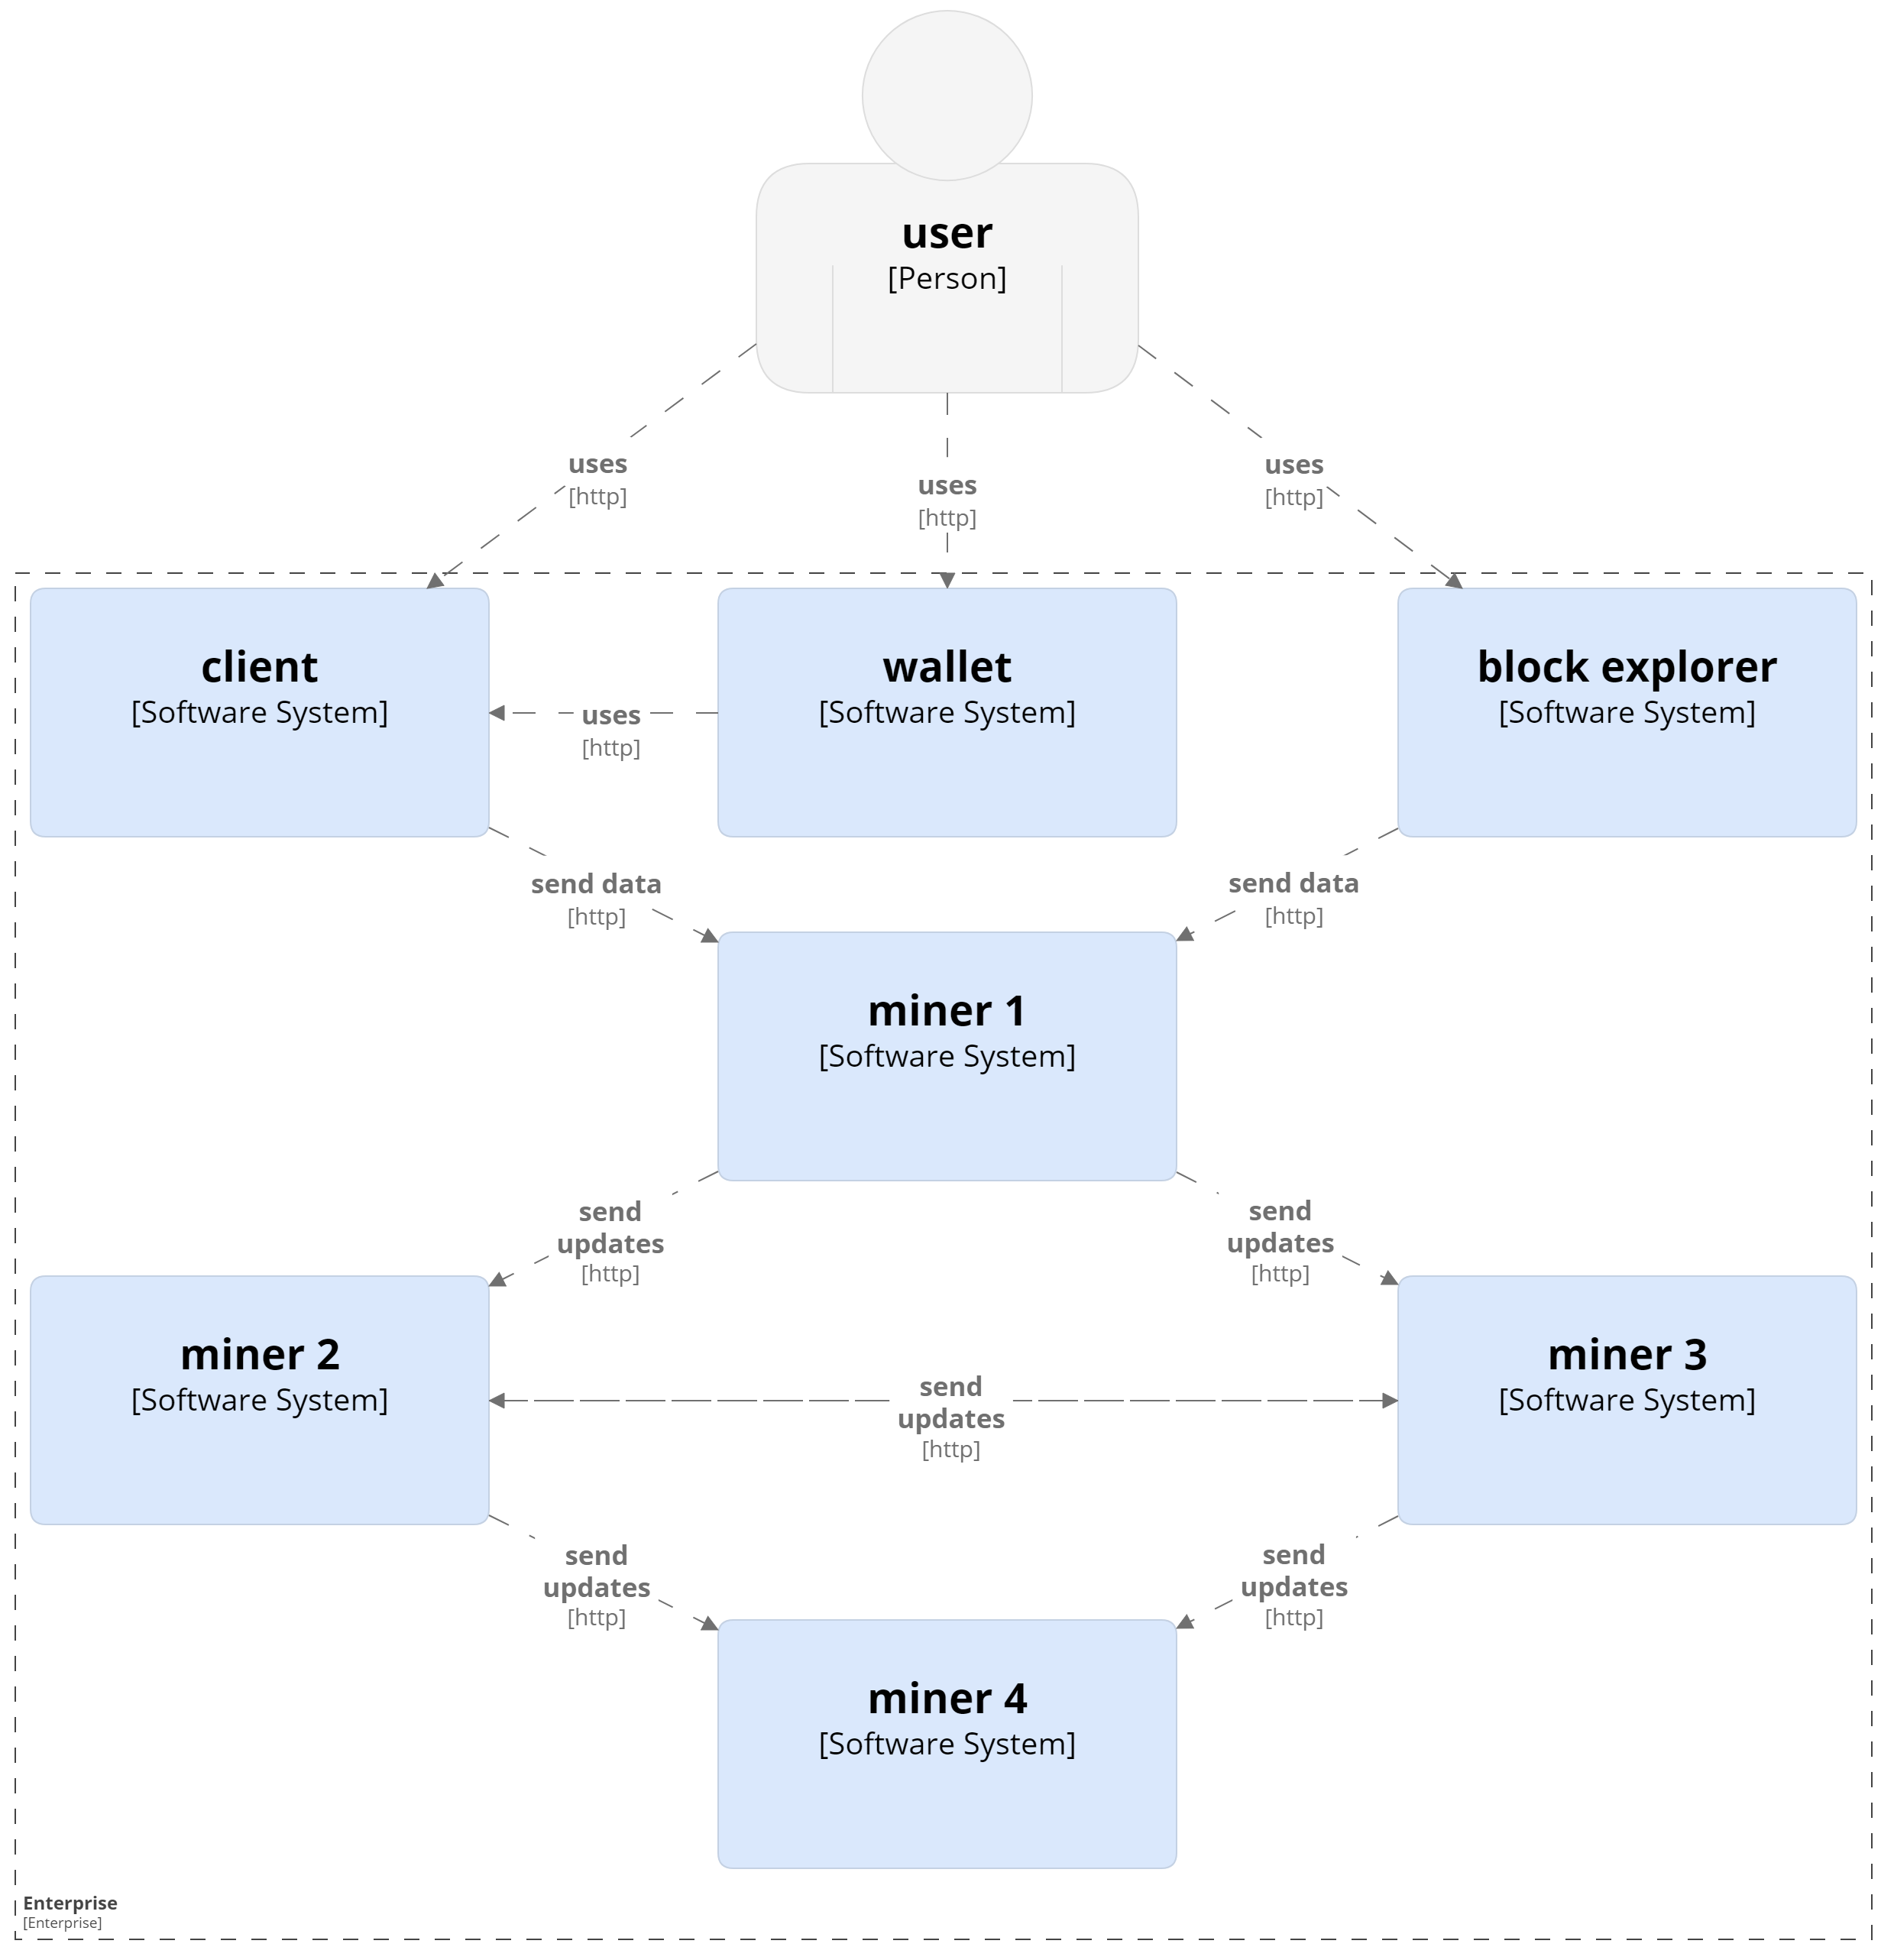 user
[Person]
uses
[http]
uses
[http]
uses
[http]
client
[Software System]
uses
[http]
wallet
[Software System]
block explorer
[Software System]
send data
[http]
send data
[http]
miner 1
[Software System]
send
updates
[http]
send
updates
[http]
miner 2
[Software System]
send
updates
[http]
miner 3
[Software System]
send
updates
[http]
send
updates
[http]
miner 4
[Software System]
Enterprise
[Enterprise]